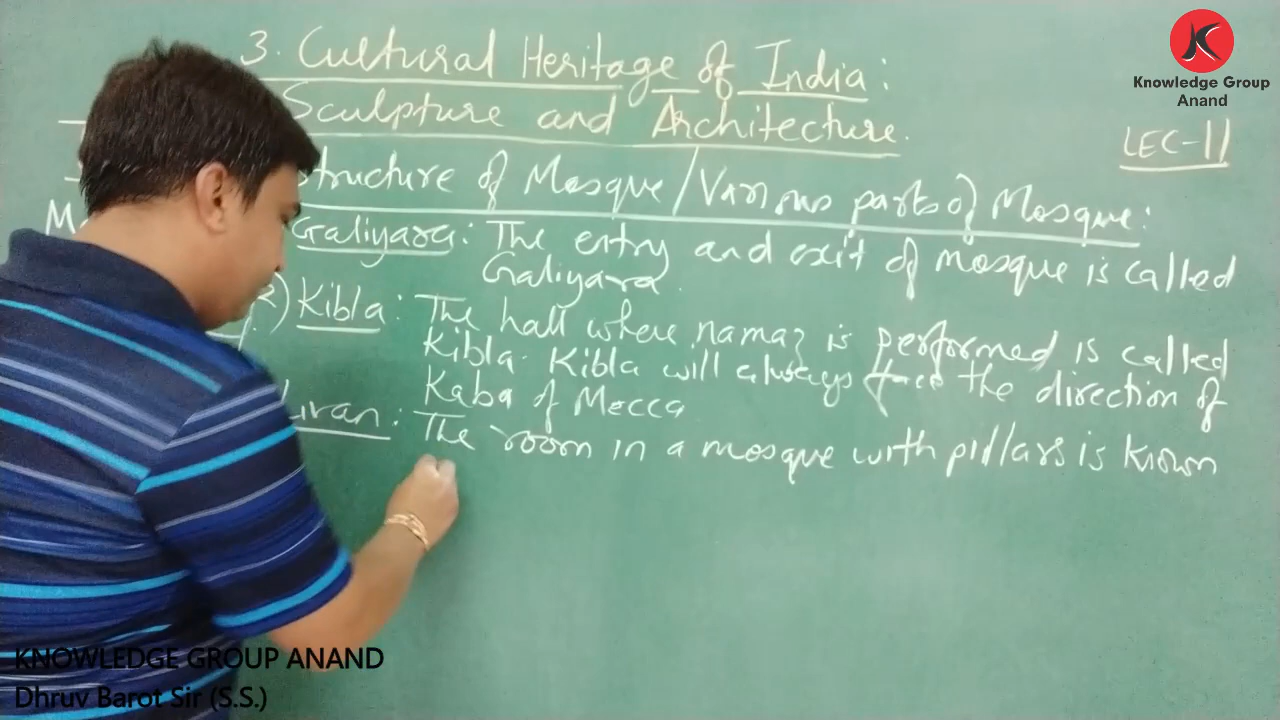 3. Cultural Heritage of India:
Sculpture and Architecture.
LEC-11
Structure of Mosque/Various parts of Mosque:
Galiyara: The entry and exit of mosque is called
Galiyara.
2) Kibla: The hall where namaz is performed is called
Kibla. Kibla will always face the direction of
Kaba of Mecca
Liran: The room in a mosque with pillars is known
Knowledge Group
Anand
KNOWLEDGE GROUP ANAND
Dhruv Barot Sir (S.S.)